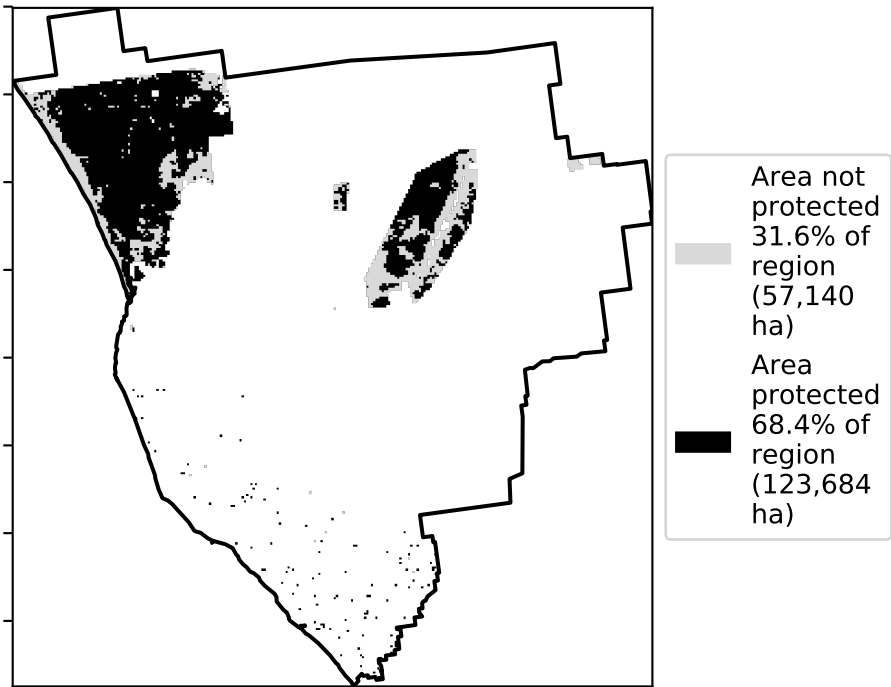 Area not
protected
31.6% of
region
(57,140
ha)
Area
protected
68.4% of
region
(123,684
ha)